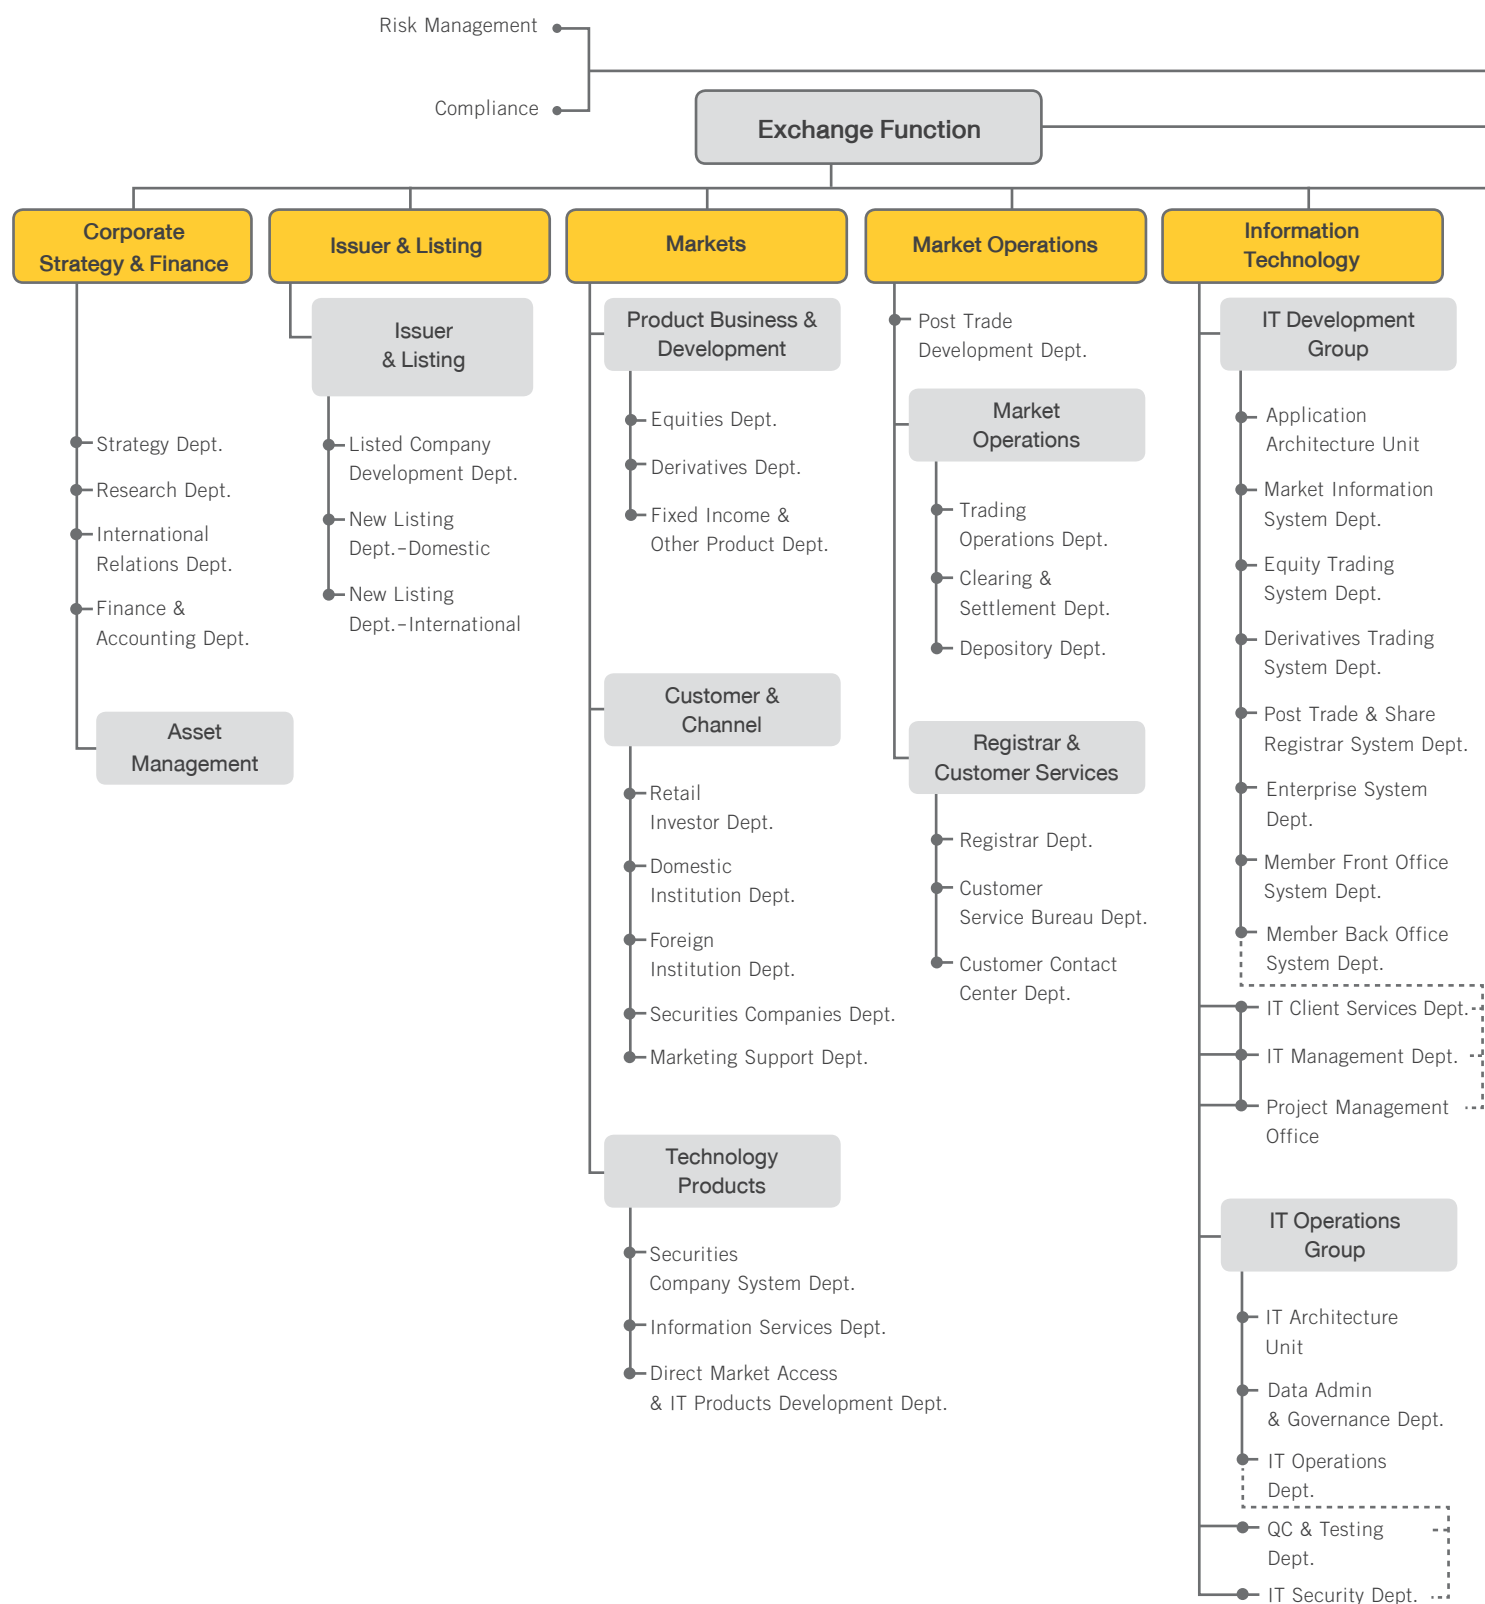 Risk Management
Compliance
Exchange Function
Corporate
Strategy & Finance
Strategy Dept.
Research Dept.
International
Relations Dept.
Finance &
Accounting Dept.
Asset
Management
Issuer & Listing
Issuer
& Listing
Listed Company
Development Dept.
New Listing
Dept.-Domestic
New Listing
Dept.-International
Markets
Product Business &
Development
Equities Dept.
Derivatives Dept.
Fixed Income &
Other Product Dept.
Customer &
Channel
Retail
Investor Dept.
Domestic
Institution Dept.
Foreign
Institution Dept.
Securities Companies Dept.
Marketing Support Dept.
Technology
Products
Securities
Company System Dept.
Information Services Dept.
Direct Market Access
& IT Products Development Dept.
Market Operations
Post Trade
Development Dept.
Market
Operations
Trading
Operations Dept.
Clearing &
Settlement Dept.
Depository Dept.
Registrar &
Customer Services
Registrar Dept.
Customer
Service Bureau Dept.
Customer Contact
Center Dept.
Information
Technology
IT Development
Group
Application
Architecture Unit
Market Information
System Dept.
Equity Trading
System Dept.
Derivatives Trading
System Dept.
Post Trade & Share
Registrar System Dept.
Enterprise System
Dept.
Member Front Office
System Dept.
Member Back Office
System Dept.
IT Client Services Dept.
IT Management Dept.
Project Management
Office
IT Operations
Group
IT Architecture
Unit
Data Admin
& Governance Dept.
IT Operations
Dept.
QC & Testing
Dept.
IT Security Dept.